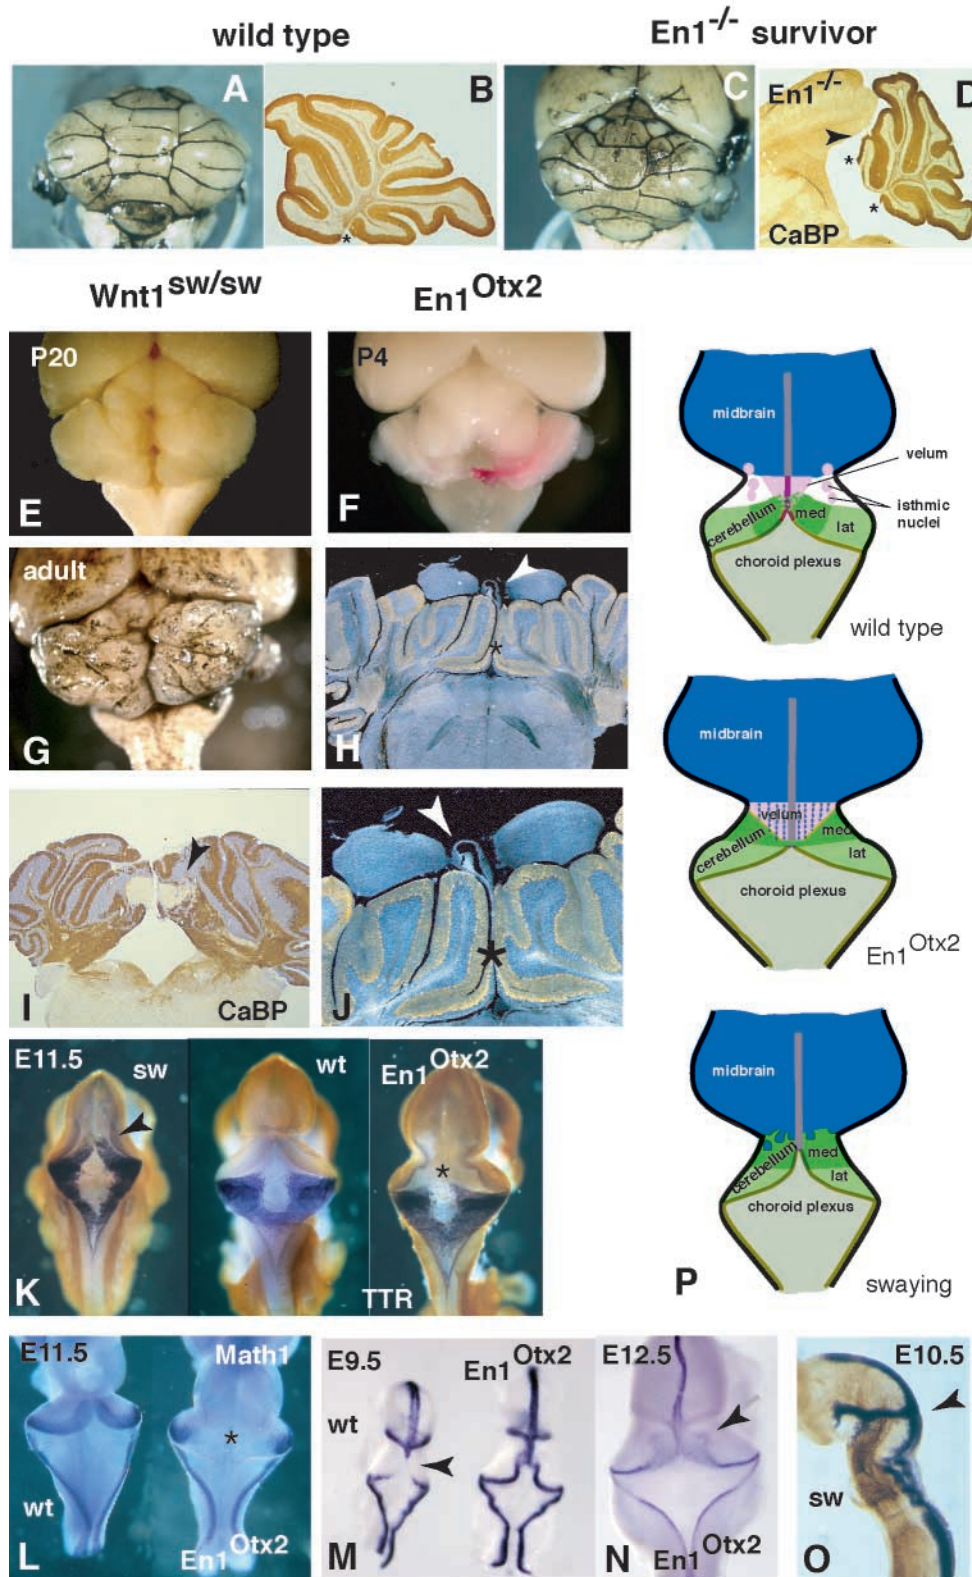 wild type
En1-/- survivor
A
B
*
C
En1-/-
D
*
*
CaBP
Wnt1sw/sw
En1Otx2
P20
E
P4
F
midbrain
velum
isthmic
nuclei
cerebellum
med
lat
choroid plexus
wild type
adult
G
H
*
midbrain
velum
cerebellum
med
lat
choroid plexus
En1Otx2
I
CaBP
J
*
midbrain
cerebellum
med
lat
choroid plexus
swaying
P
E11.5
sw
wt
En1Otx2
*
K
TTR
E11.5
Math1
wt
*
L
En1Otx2
E9.5
En1Otx2
wt
M
E12.5
N
En1Otx2
E10.5
sw
O